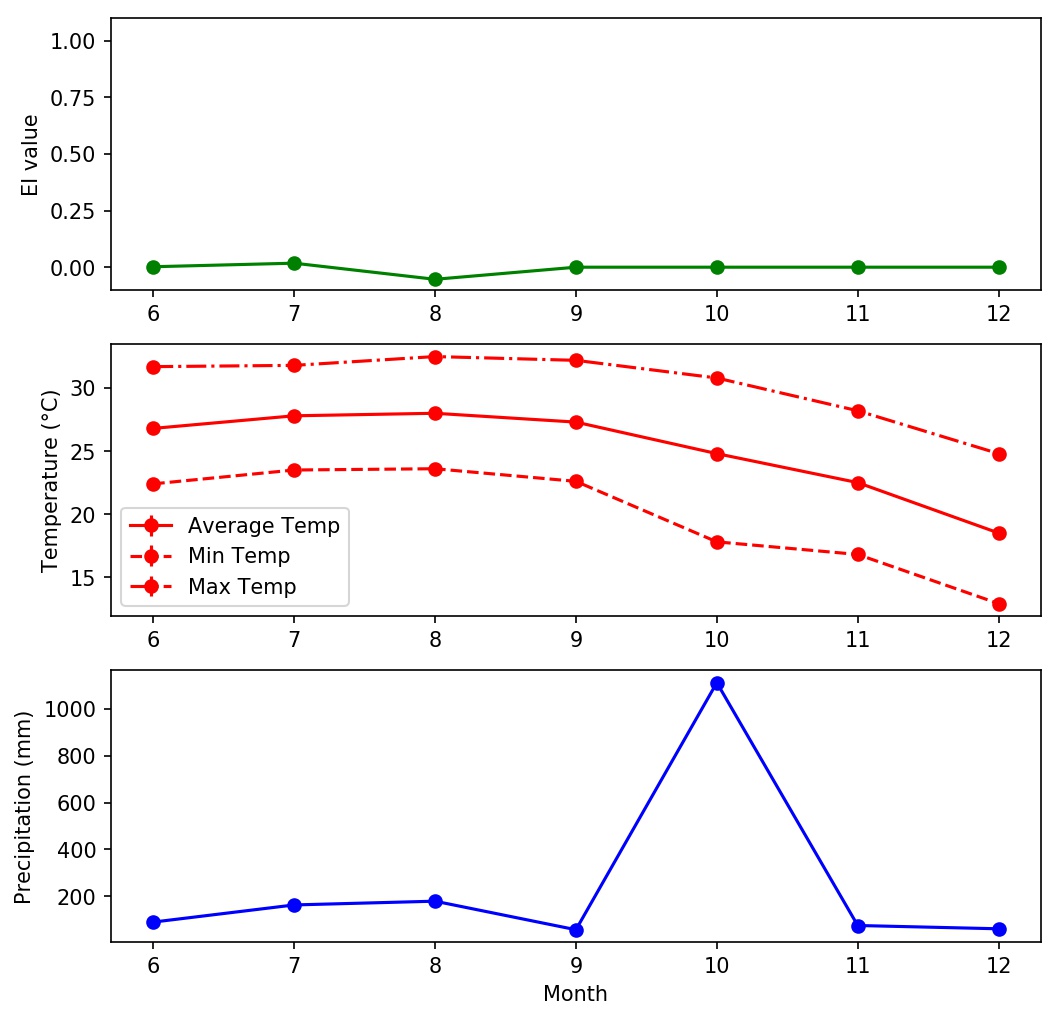 1.00
0.75
0.50
0.25
0.00
EI value
6 7 8 9 10 11 12
30
25
20
15
Temperature (°C)
Average Temp
Min Temp
Max Temp
6 7 8 9 10 11 12
1000
800
600
400
200
Precipitation (mm)
6 7 8 9 10 11 12
Month